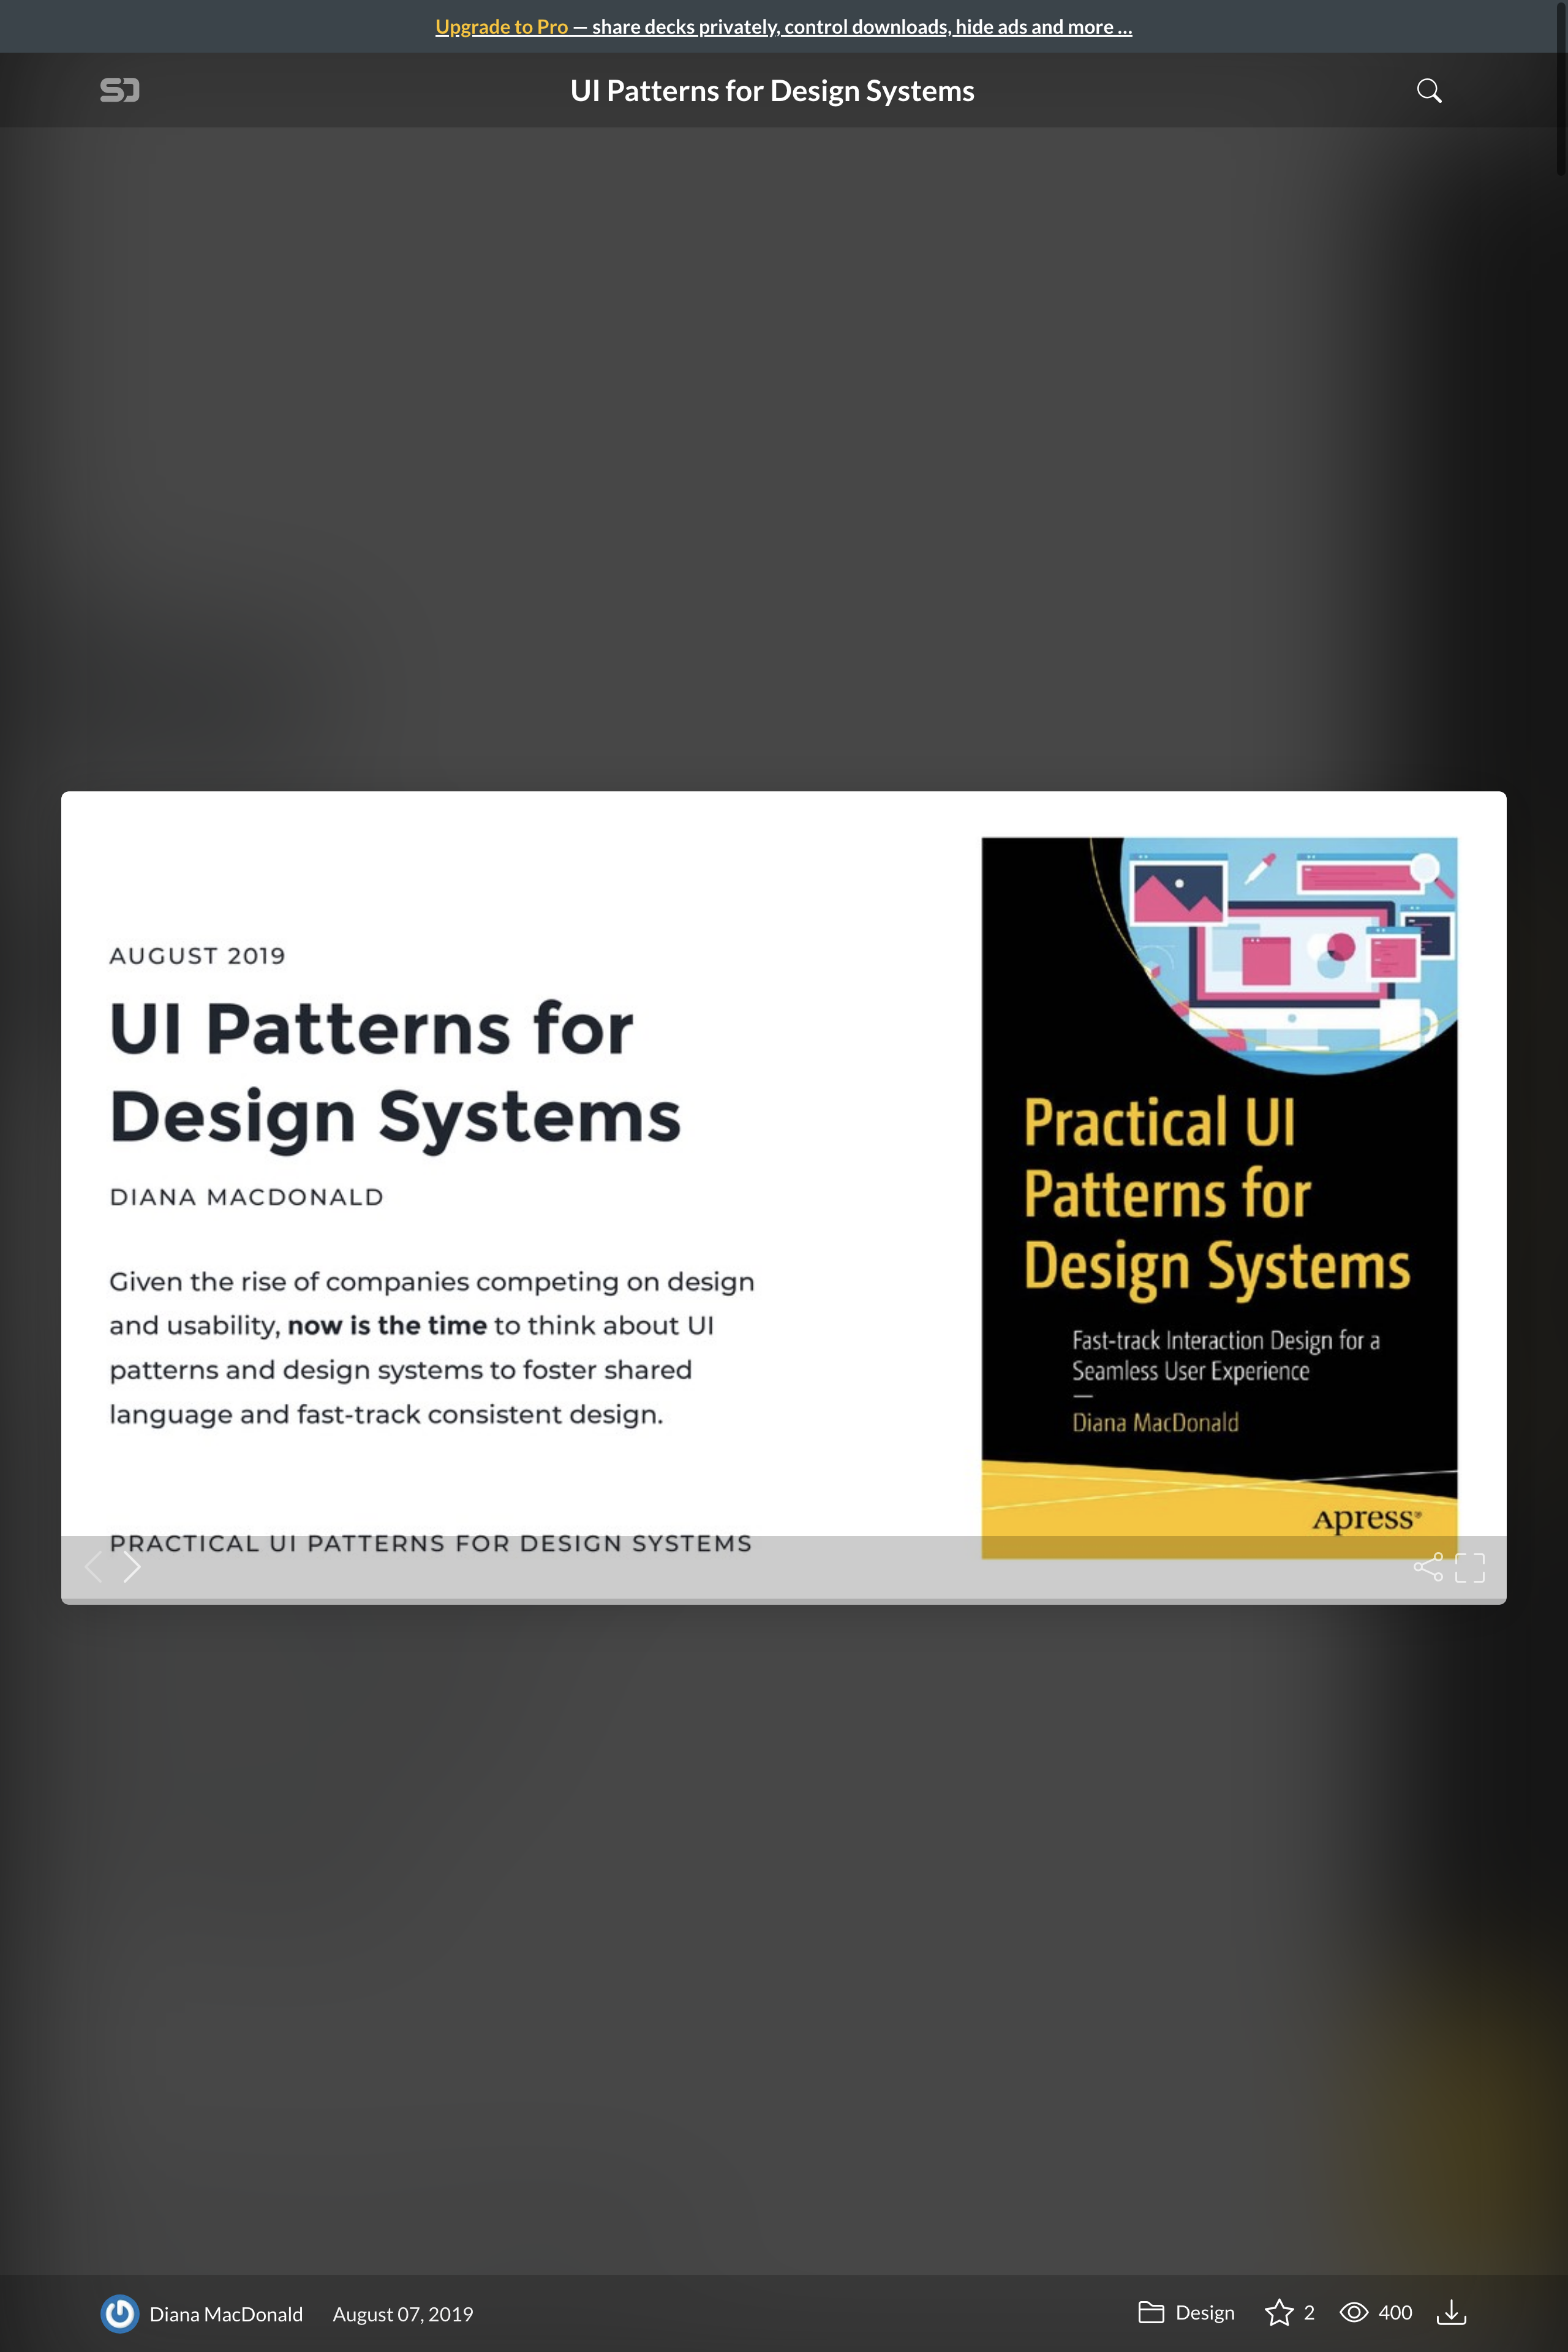 Upgrade to Pro — share decks privately, control downloads, hide ads and more …
UI Patterns for Design Systems
AUGUST 2019
UI Patterns for
Design Systems
DIANA MACDONALD
Given the rise of companies competing on design
and usability, now is the time to think about UI
patterns and design systems to foster shared
language and fast-track consistent design.
PRACTICAL UI PATTERNS FOR DESIGN SYSTEMS
Practical UI
Patterns for
Design Systems
Fast-track Interaction Design for a
Seamless User Experience
—
Diana MacDonald
Apress®
Diana MacDonald
August 07, 2019
Design
2
400